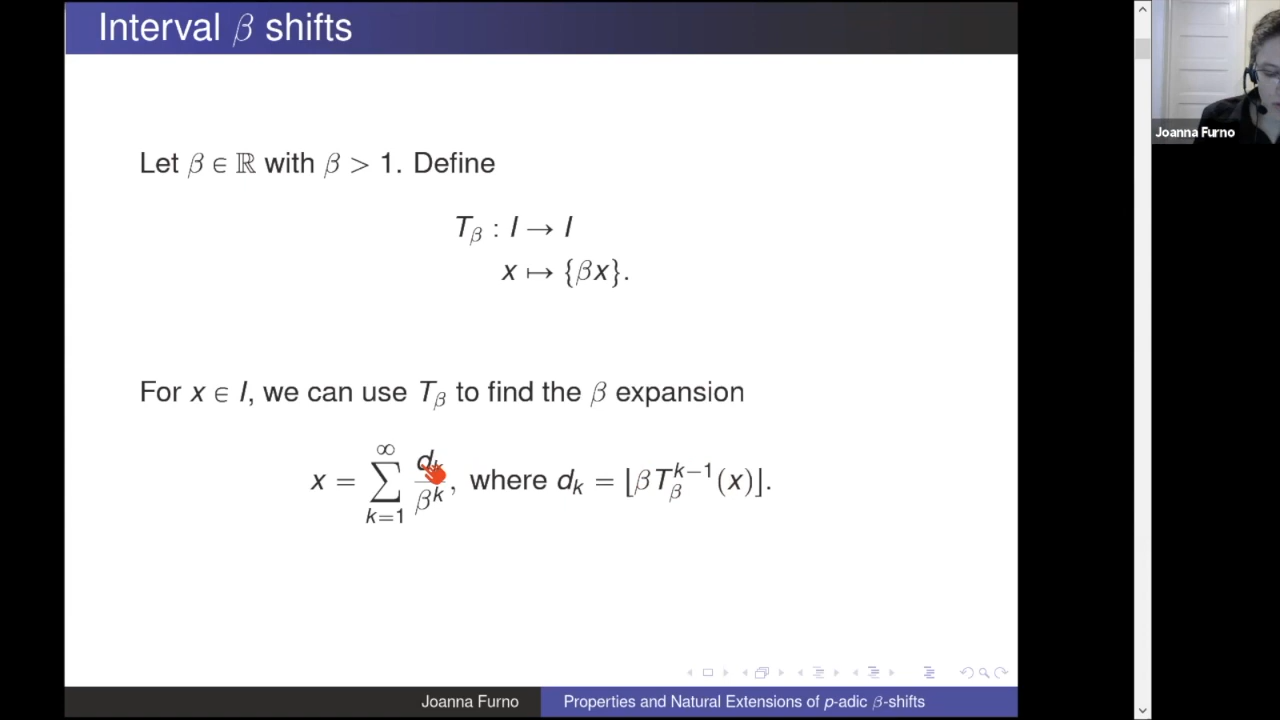 Interval β shifts
Let β ∈ ℝ with β > 1. Define
T_β : I → I
x ↦ {βx}.
For x ∈ I, we can use T_β to find the β expansion
x = ∑_{k=1}^{∞} d_k/β^k, where d_k = ⌊βT_β^{k−1}(x)⌋.
Joanna Furno
Properties and Natural Extensions of p-adic β-shifts
Joanna Furno